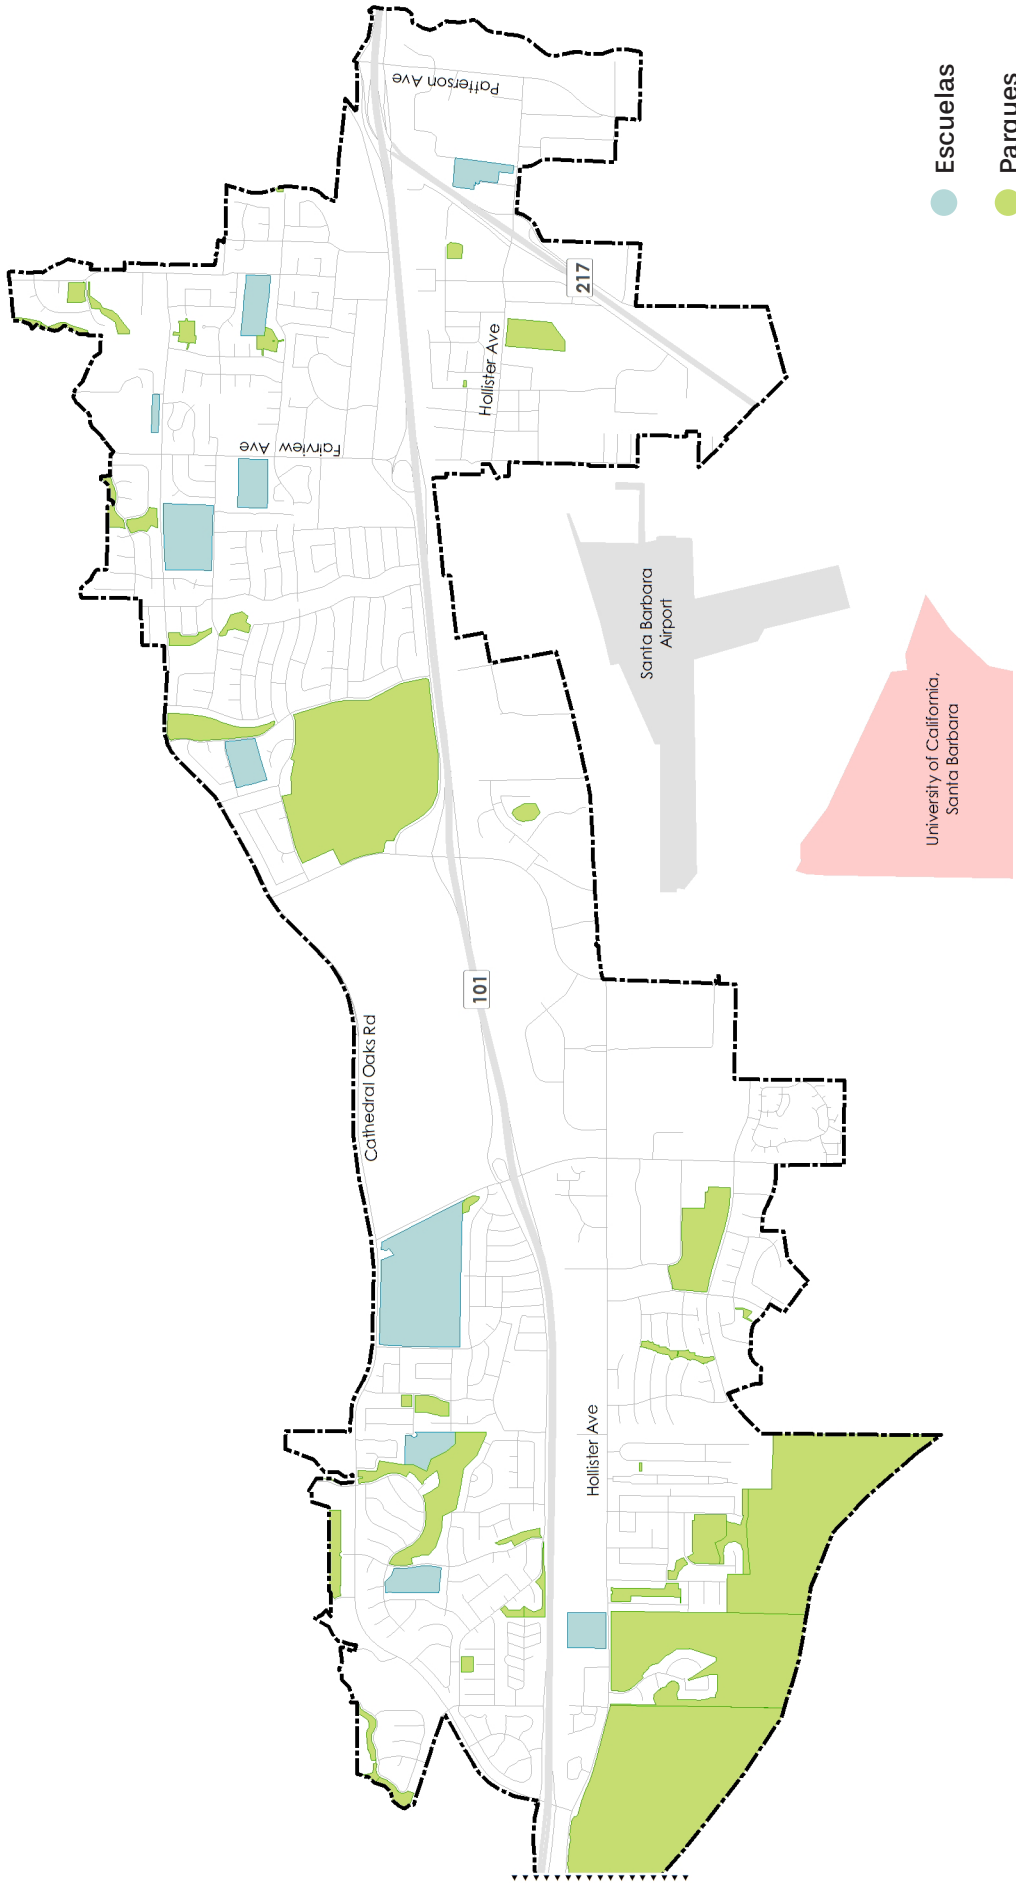 Patterson Ave
217
Hollister Ave
Fairview Ave
Santa Barbara
Airport
University of California,
Santa Barbara
101
Cathedral Oaks Rd
Hollister Ave
Escuelas
Parques